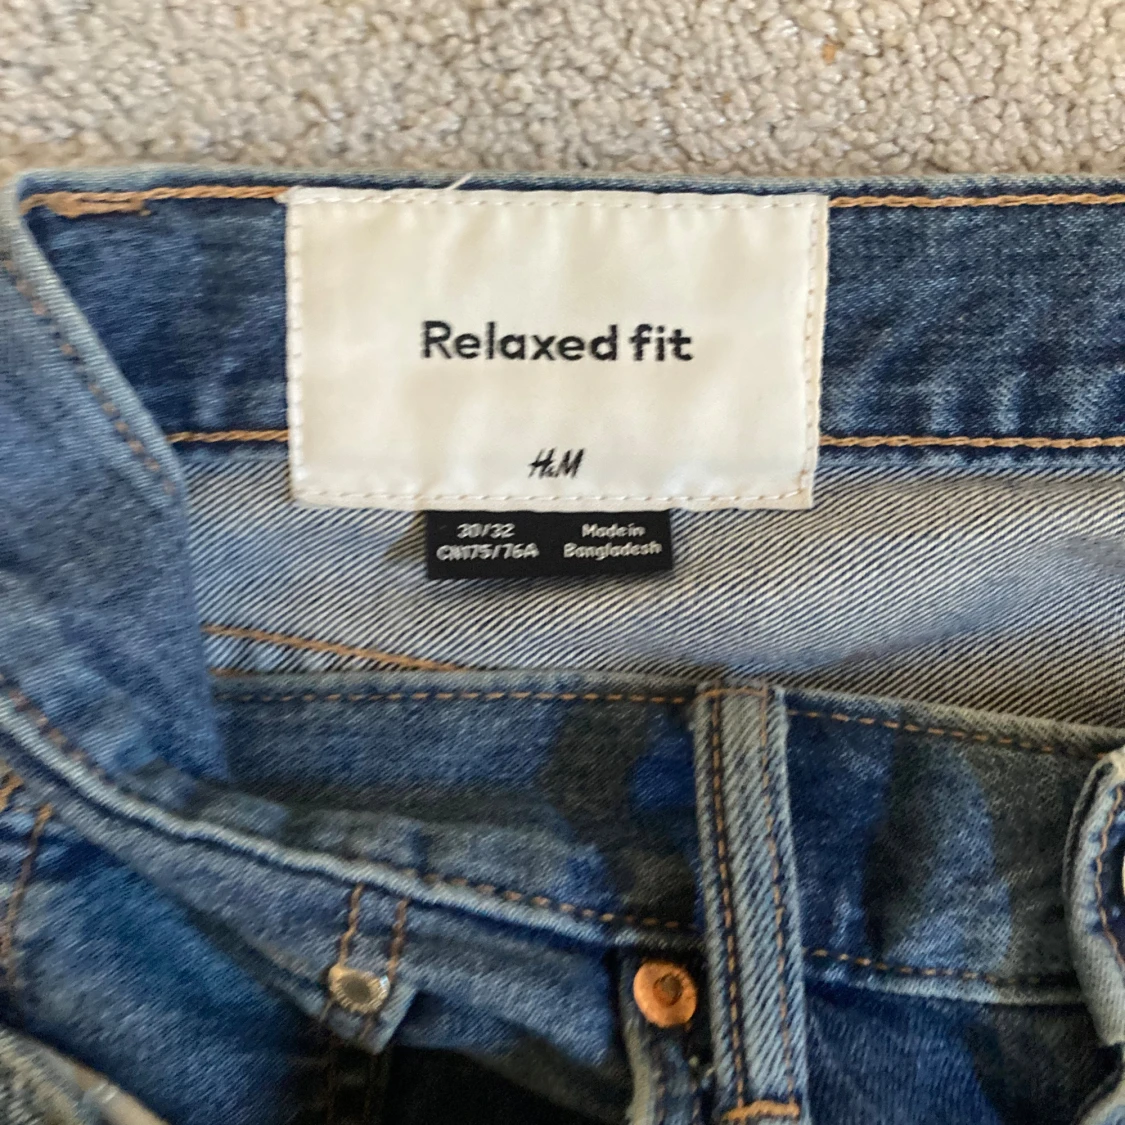 Relaxed fit
H&M
30/32
CN175/76A
Made in
Bangladesh